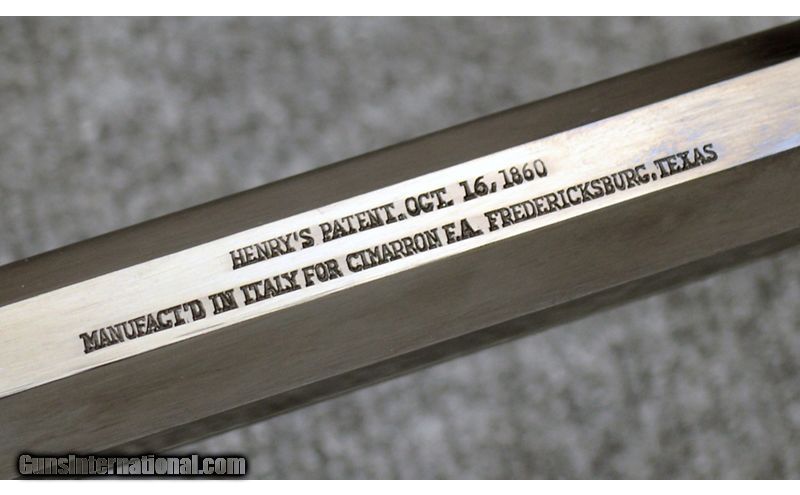 HENRY'S PATENT. OCT. 16, 1860
MANUFACT'D IN ITALY FOR CIMARRON F.A. FREDERICKSBURG, TEXAS
GunsInternational.com